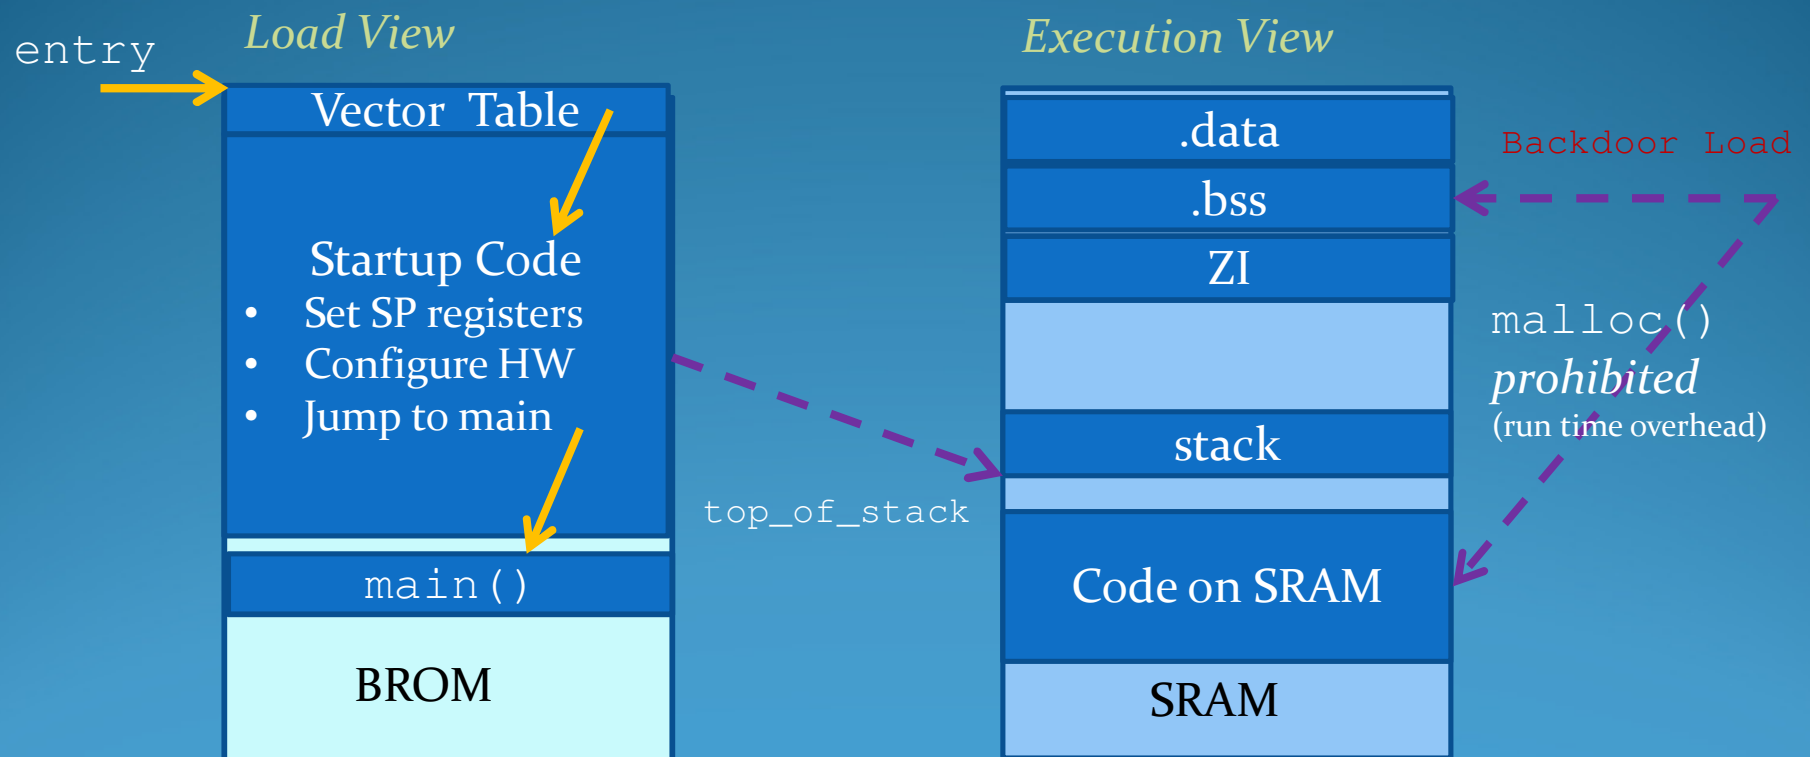 Load View
entry
Vector Table
Startup Code
• Set SP registers
• Configure HW
• Jump to main
main()
BROM
top_of_stack
Execution View
.data
.bss
ZI
stack
Code on SRAM
SRAM
Backdoor Load
malloc()
prohibited
(run time overhead)